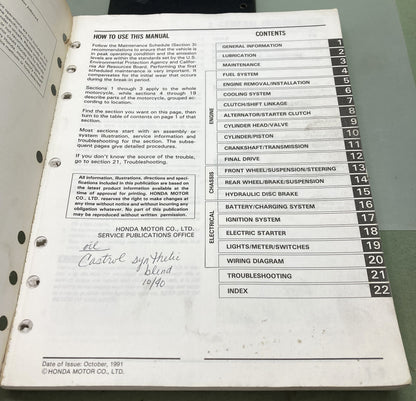 HOW TO USE THIS MANUAL
Follow the Maintenance Schedule (Section 3)
recommendations to ensure that the vehicle is
in peak operating condition and the emission
levels are within the standards set by the U.S.
Environmental Protection Agency and Califor-
nia Air Resources Board. Performing the first
scheduled maintenance is very important. It
compensates for the initial wear that occurs
during the break-in period.
Sections 1 through 3 apply to the whole
motorcycle, while sections 4 through 19
describe parts of the motorcycle, grouped ac-
cording to location.
Find the section you want on this page, then
turn to the table of contents on page 1 of that
section.
Most sections start with an assembly or
system illustration, service information and
troubleshooting for the section. The subse-
quent pages give detailed procedures.
If you don't know the source of the trouble,
go to section 21, Troubleshooting.
All information, illustrations, directions and speci-
fications included in this publication are based on
the latest product information available at the
time of approval for printing. HONDA MOTOR
CO., LTD. reserves the right to make changes at
any time without notice and without incurring any
obligation whatever. No part of this publication
may be reproduced without written permission.
HONDA MOTOR CO., LTD.
SERVICE PUBLICATIONS OFFICE
oil
Castrol synthetic
blend
10/40
Date of Issue: October, 1991
©HONDA MOTOR CO., LTD.
CONTENTS
GENERAL INFORMATION 1
LUBRICATION 2
MAINTENANCE 3
FUEL SYSTEM 4
ENGINE REMOVAL/INSTALLATION 5
COOLING SYSTEM 6
CLUTCH/SHIFT LINKAGE 7
ALTERNATOR/STARTER CLUTCH 8
CYLINDER HEAD/VALVE 9
CYLINDER/PISTON 10
CRANKSHAFT/TRANSMISSION 11
FINAL DRIVE 12
FRONT WHEEL/SUSPENSION/STEERING 13
REAR WHEEL/BRAKE/SUSPENSION 14
HYDRAULIC DISC BRAKE 15
BATTERY/CHARGING SYSTEM 16
IGNITION SYSTEM 17
ELECTRIC STARTER 18
LIGHTS/METER/SWITCHES 19
WIRING DIAGRAM 20
TROUBLESHOOTING 21
INDEX 22
ENGINE
CHASSIS
ELECTRICAL